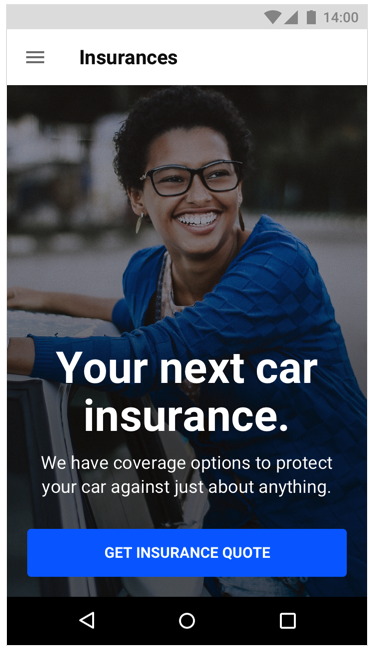 14:00
Insurances
Your next car
insurance.
We have coverage options to protect
your car against just about anything.
GET INSURANCE QUOTE